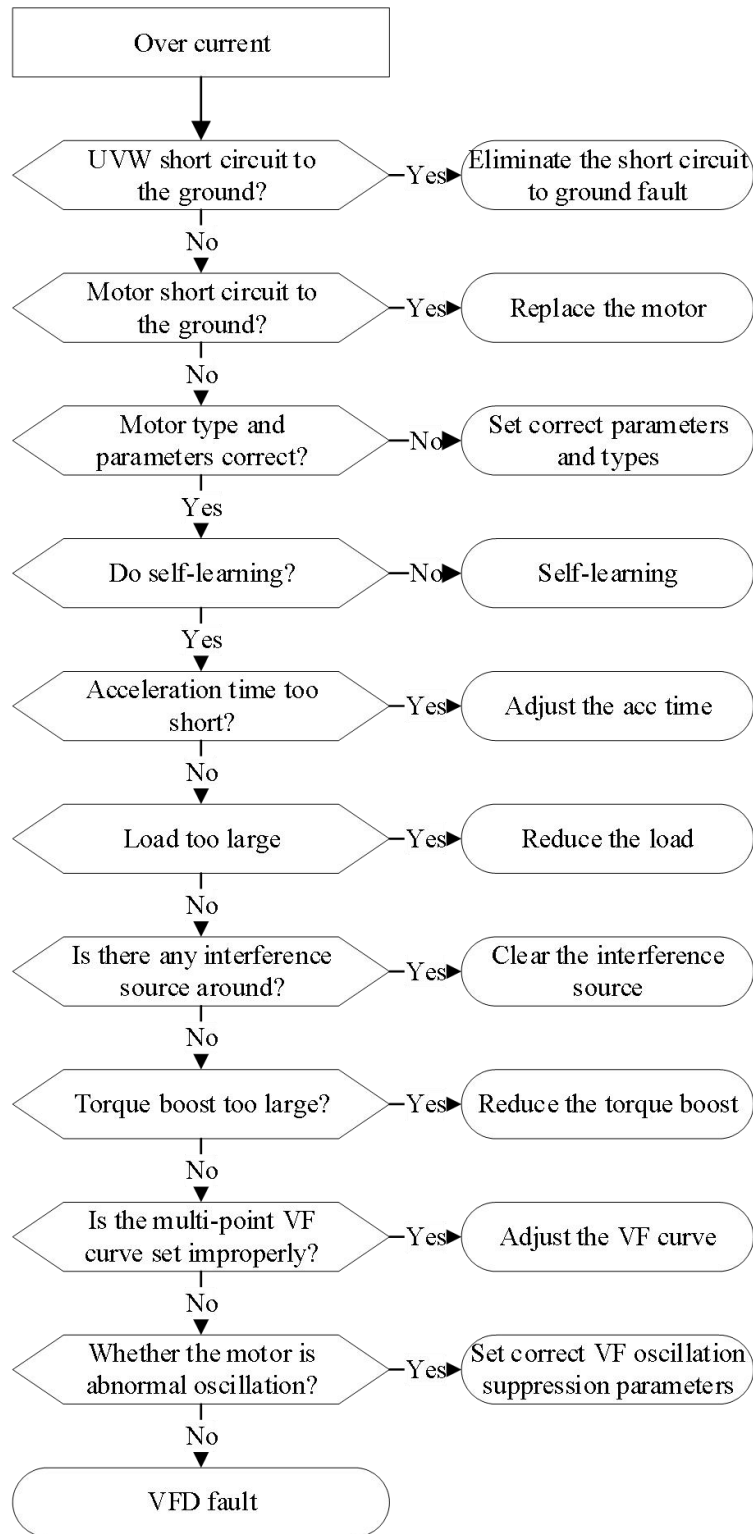 Over current
UVW short circuit to
the ground?
Yes
Eliminate the short circuit
to ground fault
No
Motor short circuit to
the ground?
Yes
Replace the motor
No
Motor type and
parameters correct?
No
Set correct parameters
and types
Yes
Do self-learning?
No
Self-learning
Yes
Acceleration time too
short?
Yes
Adjust the acc time
No
Load too large
Yes
Reduce the load
No
Is there any interference
source around?
Yes
Clear the interference
source
No
Torque boost too large?
Yes
Reduce the torque boost
No
Is the multi-point VF
curve set improperly?
Yes
Adjust the VF curve
No
Whether the motor is
abnormal oscillation?
Yes
Set correct VF oscillation
suppression parameters
No
VFD fault